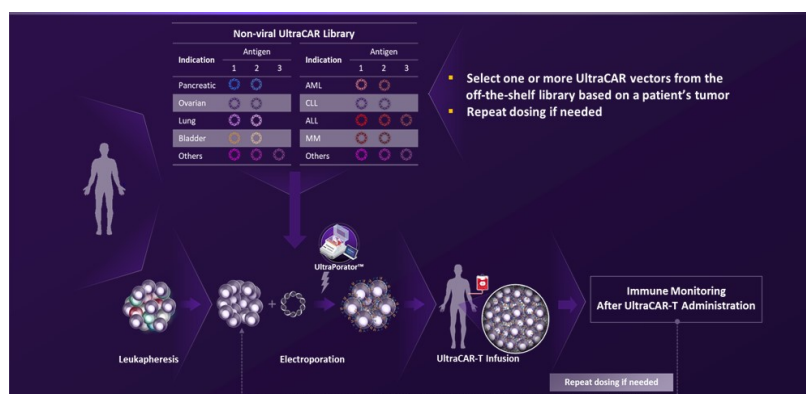 Non-viral UltraCAR Library
Indication
Antigen
1 2 3
Pancreatic
Ovarian
Lung
Bladder
Others
Indication
Antigen
1 2 3
AML
CLL
ALL
MM
Others
Select one or more UltraCAR vectors from the
off-the-shelf library based on a patient's tumor
Repeat dosing if needed
UltraPorator™
+
Leukapheresis
Electroporation
UltraCAR-T Infusion
Immune Monitoring
After UltraCAR-T Administration
Repeat dosing if needed